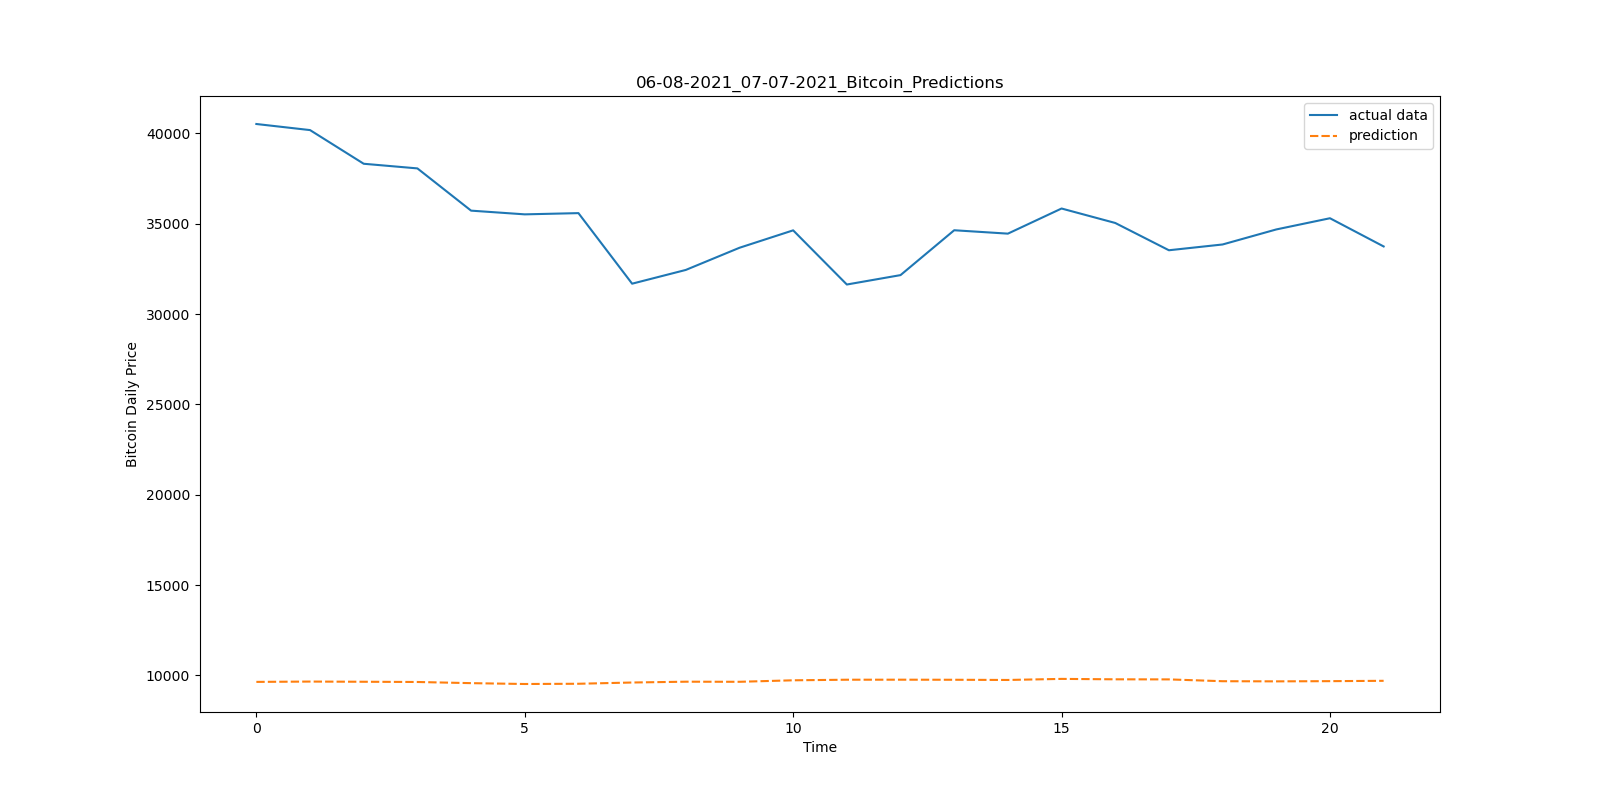 06-08-2021_07-07-2021_Bitcoin_Predictions
actual data
prediction
40000
35000
30000
25000
20000
15000
10000
Bitcoin Daily Price
0
5
10
15
20
Time